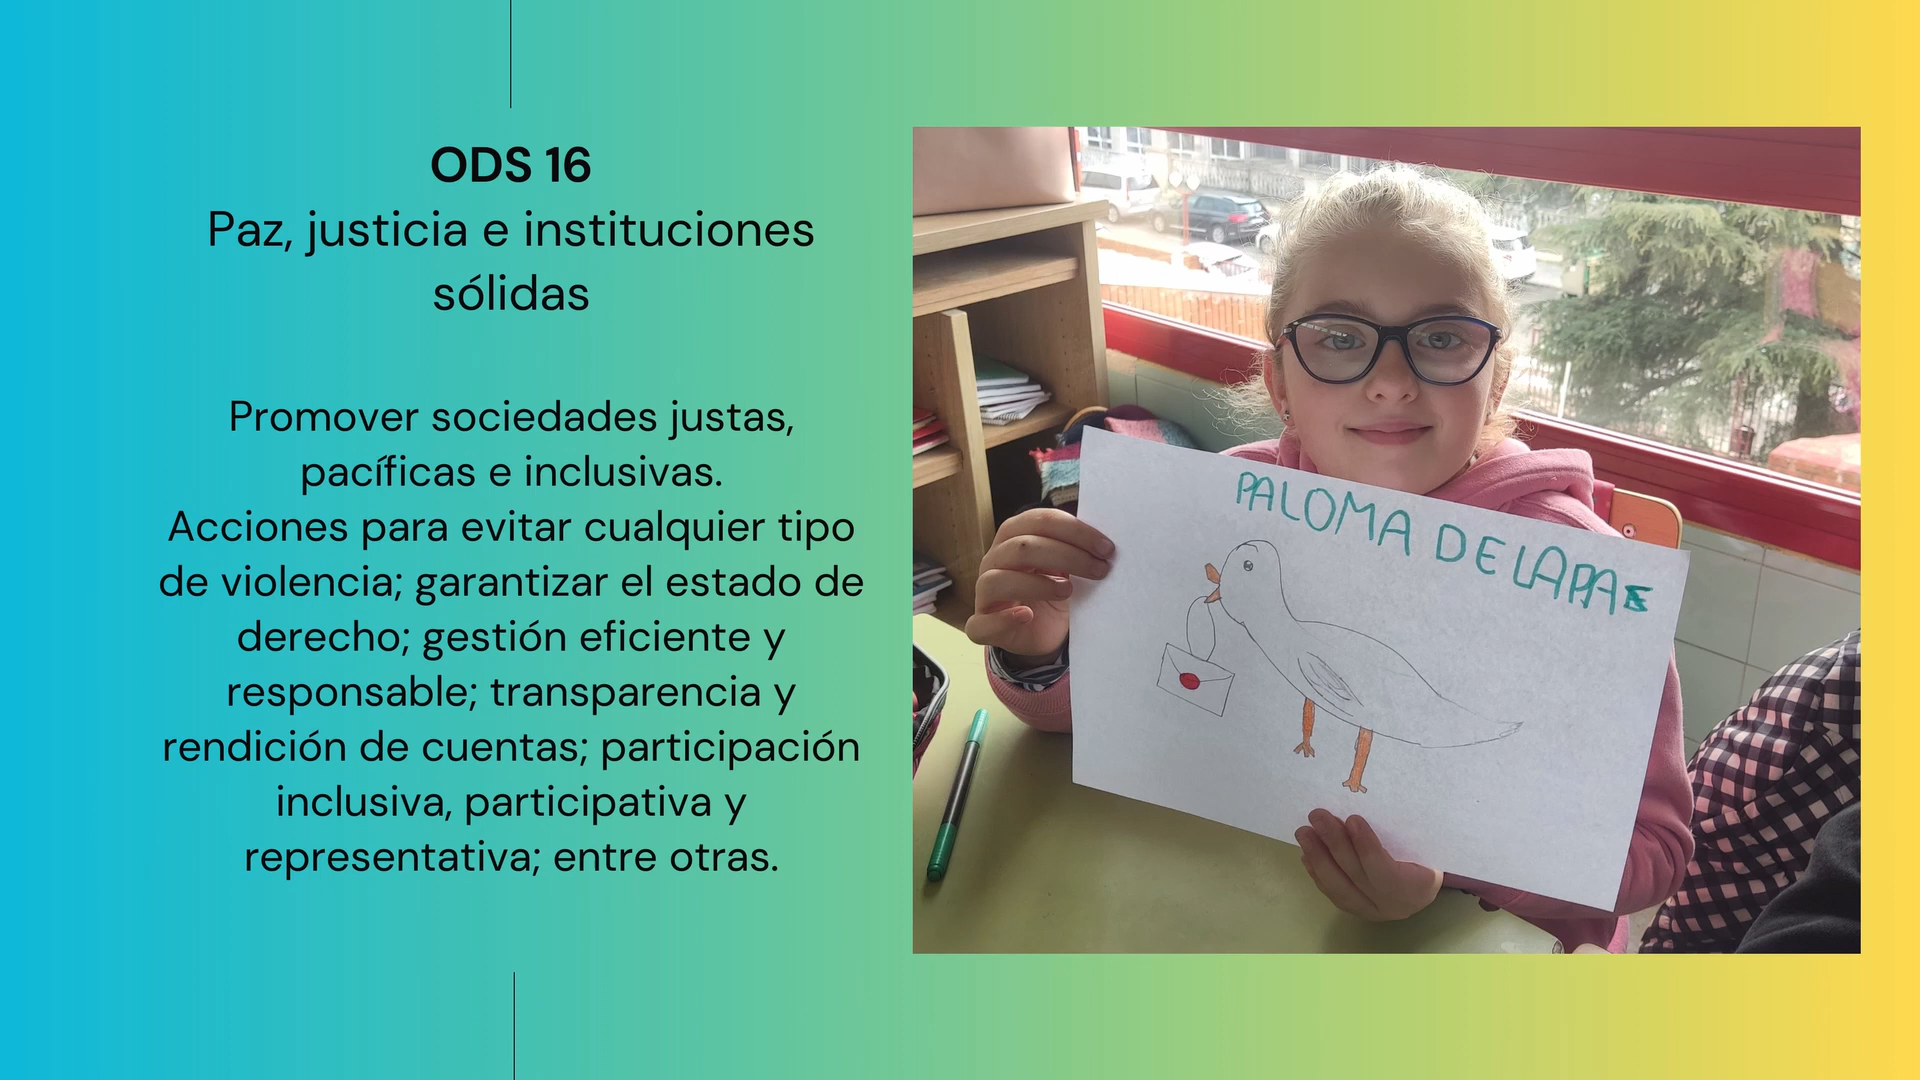 ODS 16
Paz, justicia e instituciones
sólidas
Promover sociedades justas,
pacíficas e inclusivas.
Acciones para evitar cualquier tipo
de violencia; garantizar el estado de
derecho; gestión eficiente y
responsable; transparencia y
rendición de cuentas; participación
inclusiva, participativa y
representativa; entre otras.
PALOMA DE LA PAZ